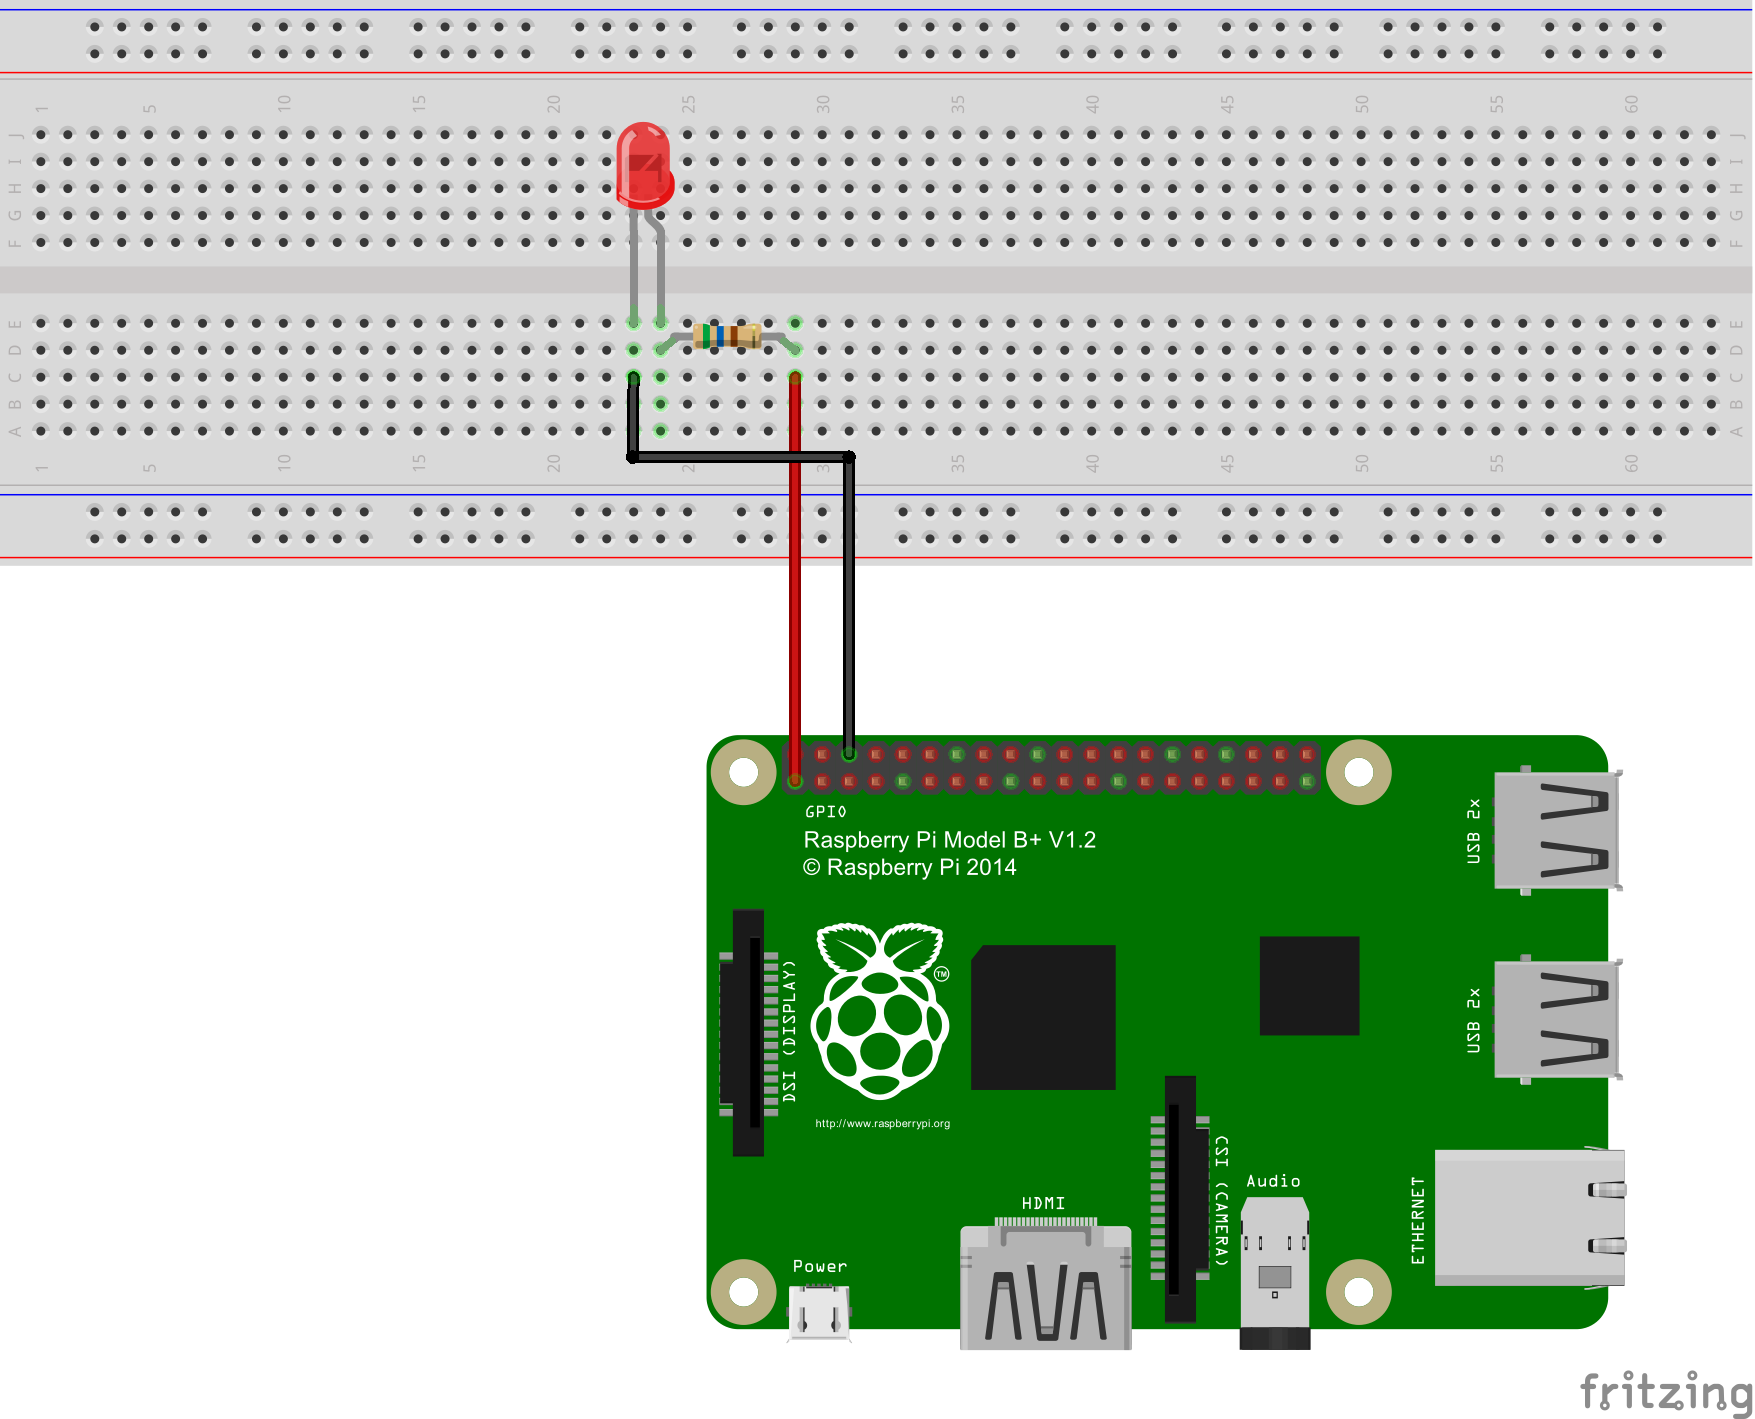 1 5 10 15 20 25 30 35 40 45 50 55 60
J J
I I
H H
G G
F F
E E
D D
C C
B B
A A
1 5 10 15 20 2 3 35 40 45 50 55 60
GPIO
Raspberry Pi Model B+ V1.2
© Raspberry Pi 2014
USB 2x
TM
DSI (DISPLAY)
USB 2x
http://www.raspberrypi.org
CSI (CAMERA)
Audio
ETHERNET
HDMI
Power
fritzing